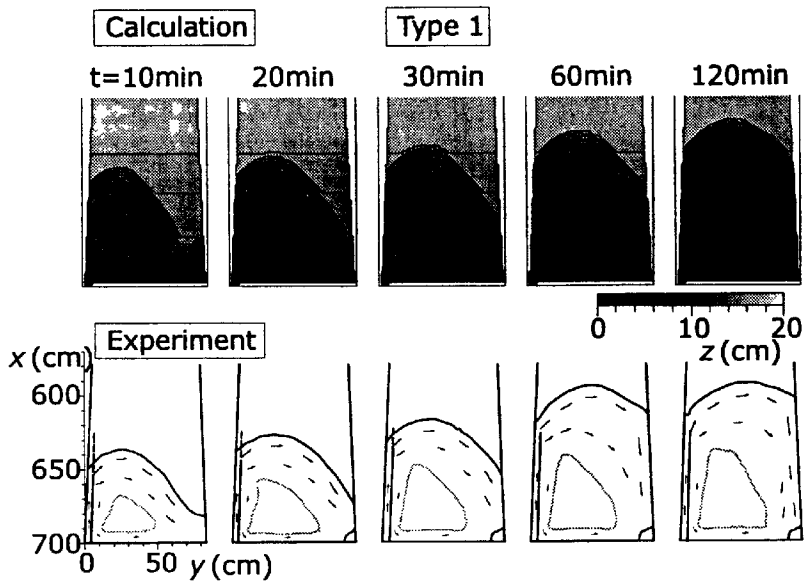 Calculation Type 1
t=10min 20min 30min 60min 120min
0 10 20
z (cm)
Experiment
x (cm)
600
650
700
0 50 y (cm)